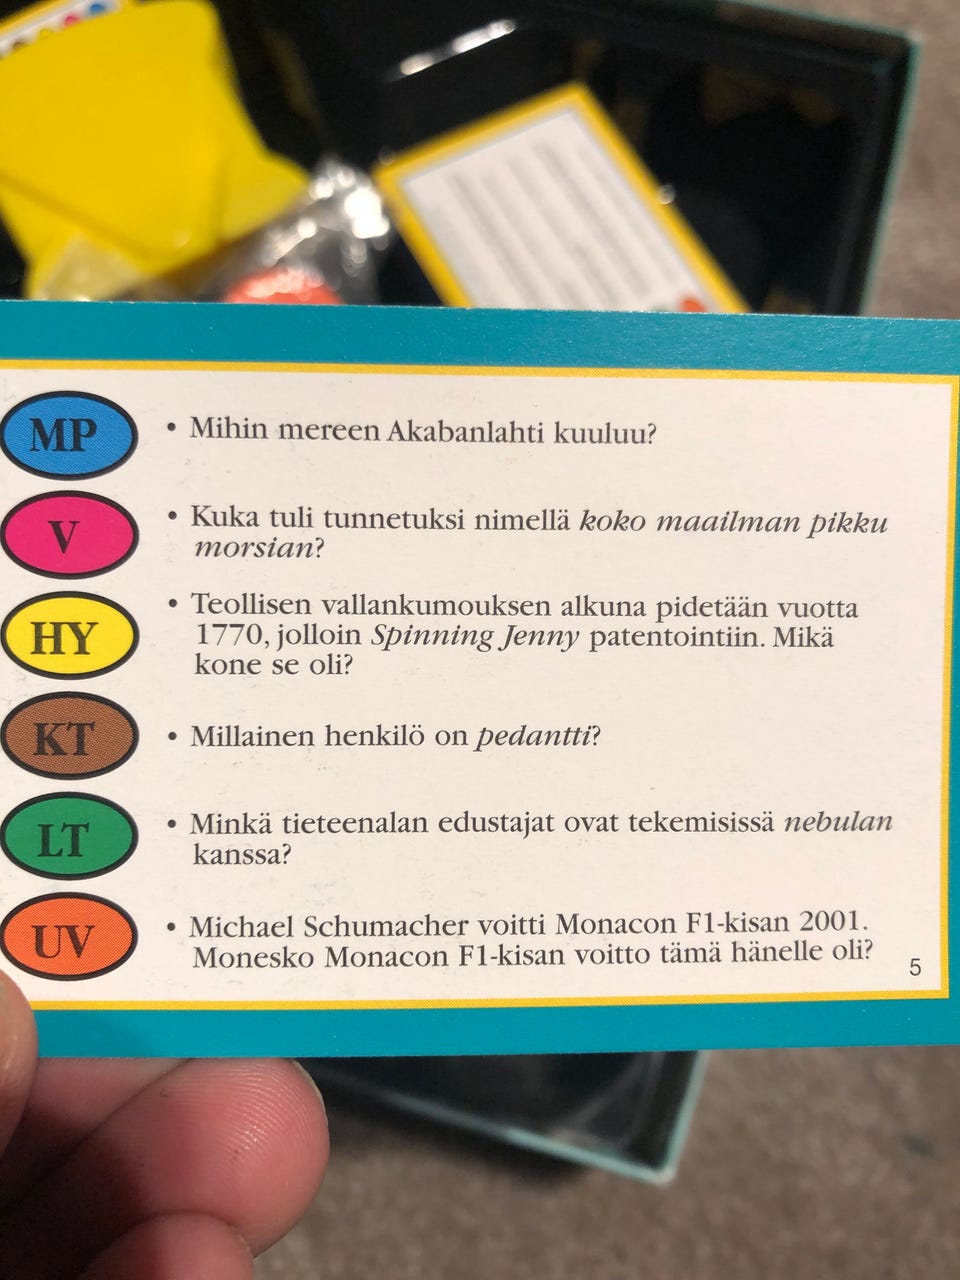 MP
• Mihin mereen Akabanlahti kuuluu?
V
• Kuka tuli tunnetuksi nimellä koko maailman pikku
morsian?
HY
• Teollisen vallankumouksen alkuna pidetään vuotta
1770, jolloin Spinning Jenny patentointiin. Mikä
kone se oli?
KT
• Millainen henkilö on pedantti?
LT
• Minkä tieteenalan edustajat ovat tekemisissä nebulan
kanssa?
UV
• Michael Schumacher voitti Monacon F1-kisan 2001.
Monesko Monacon F1-kisan voitto tämä hänelle oli?
5